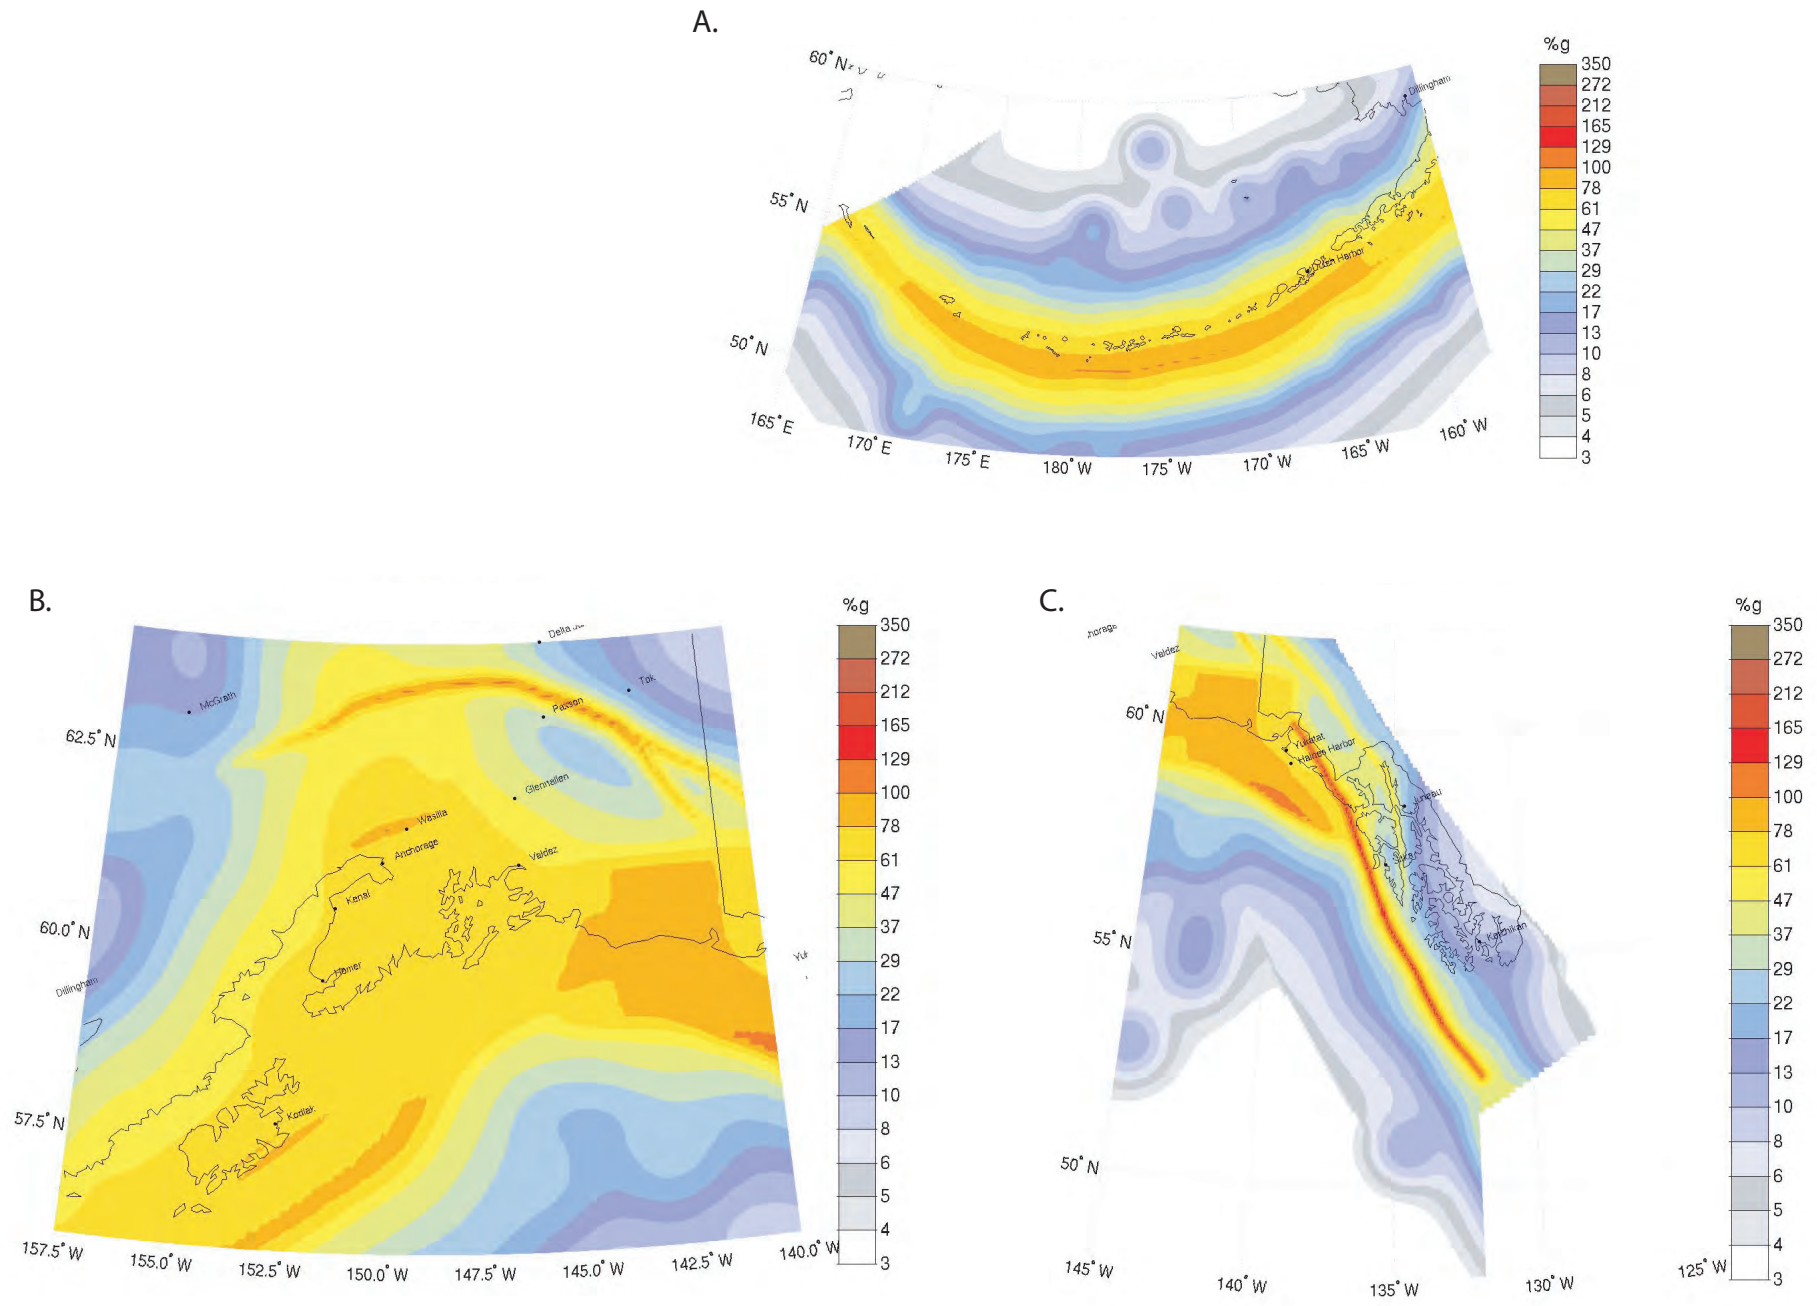 A.
%g
350
272
212
165
129
100
78
61
47
37
29
22
17
13
10
8
6
5
4
3
60° N
55° N
50° N
165° E
170° E
175° E
180° W
175° W
170° W
165° W
160° W
Dillingham
Dutch Harbor
B.
%g
350
272
212
165
129
100
78
61
47
37
29
22
17
13
10
8
6
5
4
3
Delta Ju
Tok
McGrath
Paxson
62.5° N
Glennallen
Wasilla
Anchorage
Valdez
Kenai
60.0° N
Homer
Dillingham
Yu
Kodiak
57.5° N
157.5° W
155.0° W
152.5° W
150.0° W
147.5° W
145.0° W
142.5° W
140.0° W
C.
%g
350
272
212
165
129
100
78
61
47
37
29
22
17
13
10
8
6
5
4
3
horage
Valdez
60° N
Yukutat
Haines Harbor
Juneau
Sitka
Ketchikan
55° N
50° N
145° W
140° W
135° W
130° W
125° W